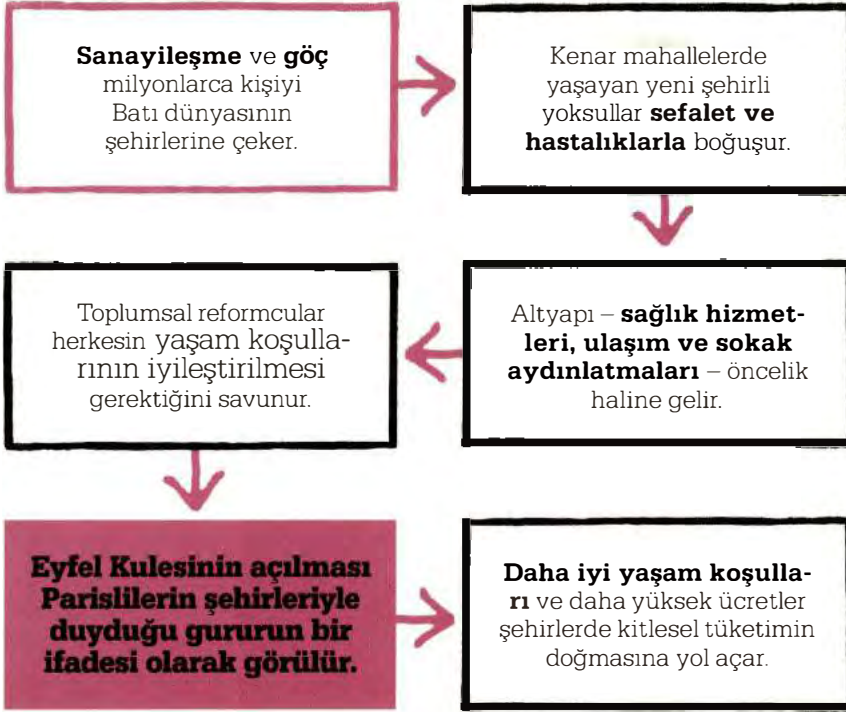 Sanayileşme ve göç
milyonlarca kişiyi
Batı dünyasının
şehirlerine çeker.
Kenar mahallelerde
yaşayan yeni şehirli
yoksullar sefalet ve
hastalıklarla boğuşur.
Altyapı – sağlık hizmet-
leri, ulaşım ve sokak
aydınlatmaları – öncelik
haline gelir.
Toplumsal reformcular
herkesin yaşam koşulla-
rının iyileştirilmesi
gerektiğini savunur.
Eyfel Kulesinin açılması
Parislilerin şehirleriyle
duyduğu gururun bir
ifadesi olarak görülür.
Daha iyi yaşam koşulla-
rı ve daha yüksek ücretler
şehirlerde kitlesel tüketimin
doğmasına yol açar.